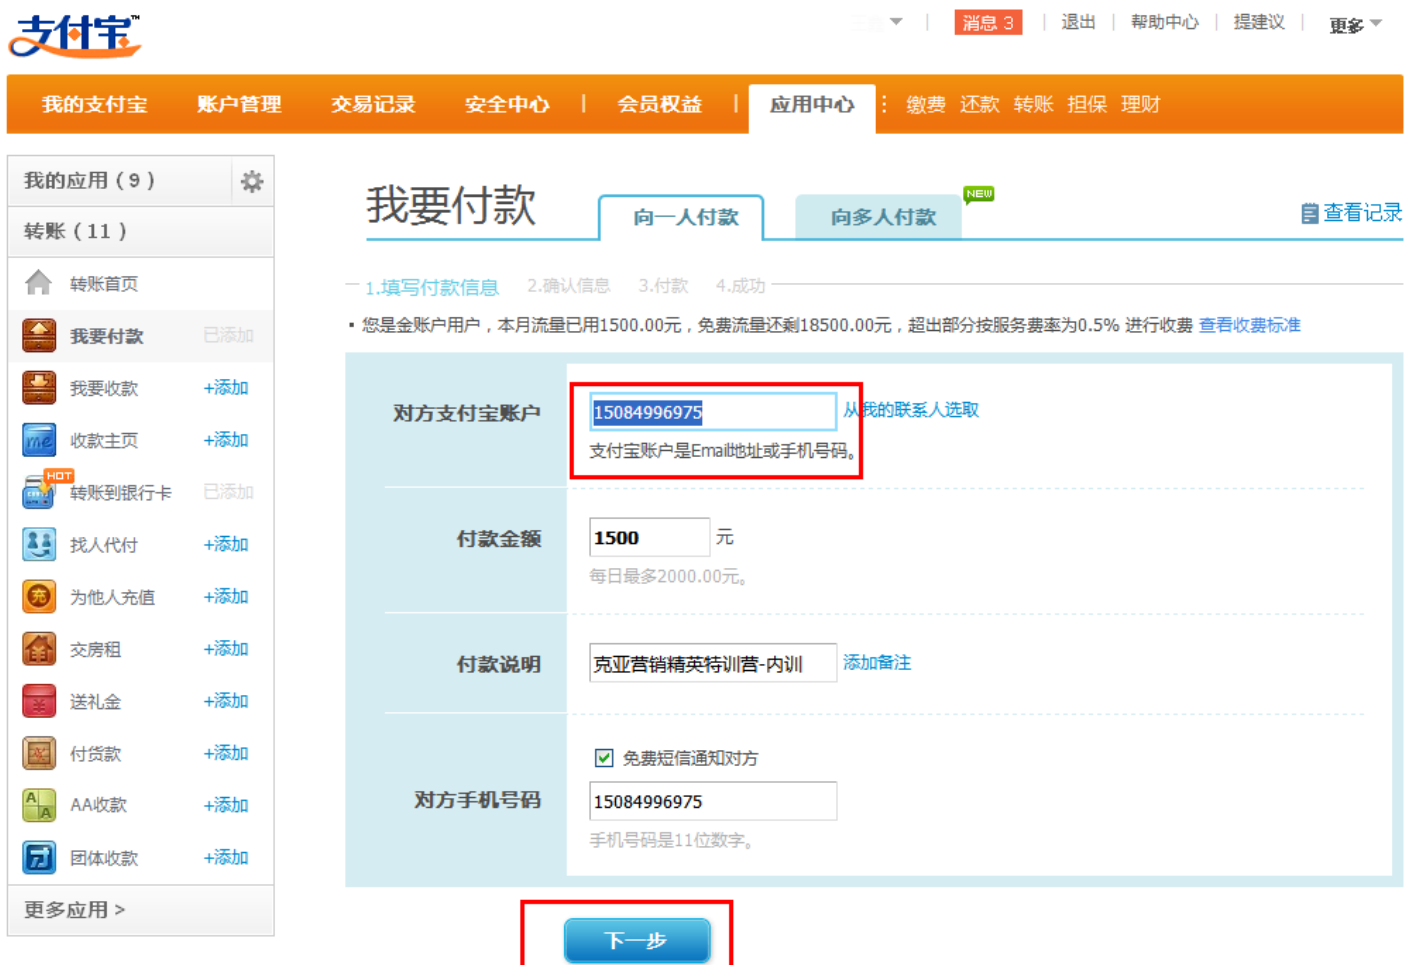 支付宝™
消息 3 | 退出 | 帮助中心 | 提建议 | 更多
我的支付宝 账户管理 交易记录 安全中心 | 会员权益 | 应用中心 缴费 还款 转账 担保 理财
我的应用 ( 9 )
转账 ( 11 )
转账首页
我要付款 已添加
我要收款 +添加
me 收款主页 +添加
HOT
转账到银行卡 已添加
找人代付 +添加
充 为他人充值 +添加
交房租 +添加
¥ 送礼金 +添加
付货款 +添加
A A AA收款 +添加
团体收款 +添加
更多应用 >
我要付款 向一人付款 向多人付款 NEW 查看记录
1.填写付款信息 2.确认信息 3.付款 4.成功
▪ 您是金账户用户，本月流量已用1500.00元，免费流量还剩18500.00元，超出部分按服务费率为0.5% 进行收费 查看收费标准
对方支付宝账户 15084996975 从我的联系人选取
支付宝账户是Email地址或手机号码。
付款金额 1500 元
每日最多2000.00元。
付款说明 克亚营销精英特训营-内训 添加备注
免费短信通知对方
对方手机号码 15084996975
手机号码是11位数字。
下一步